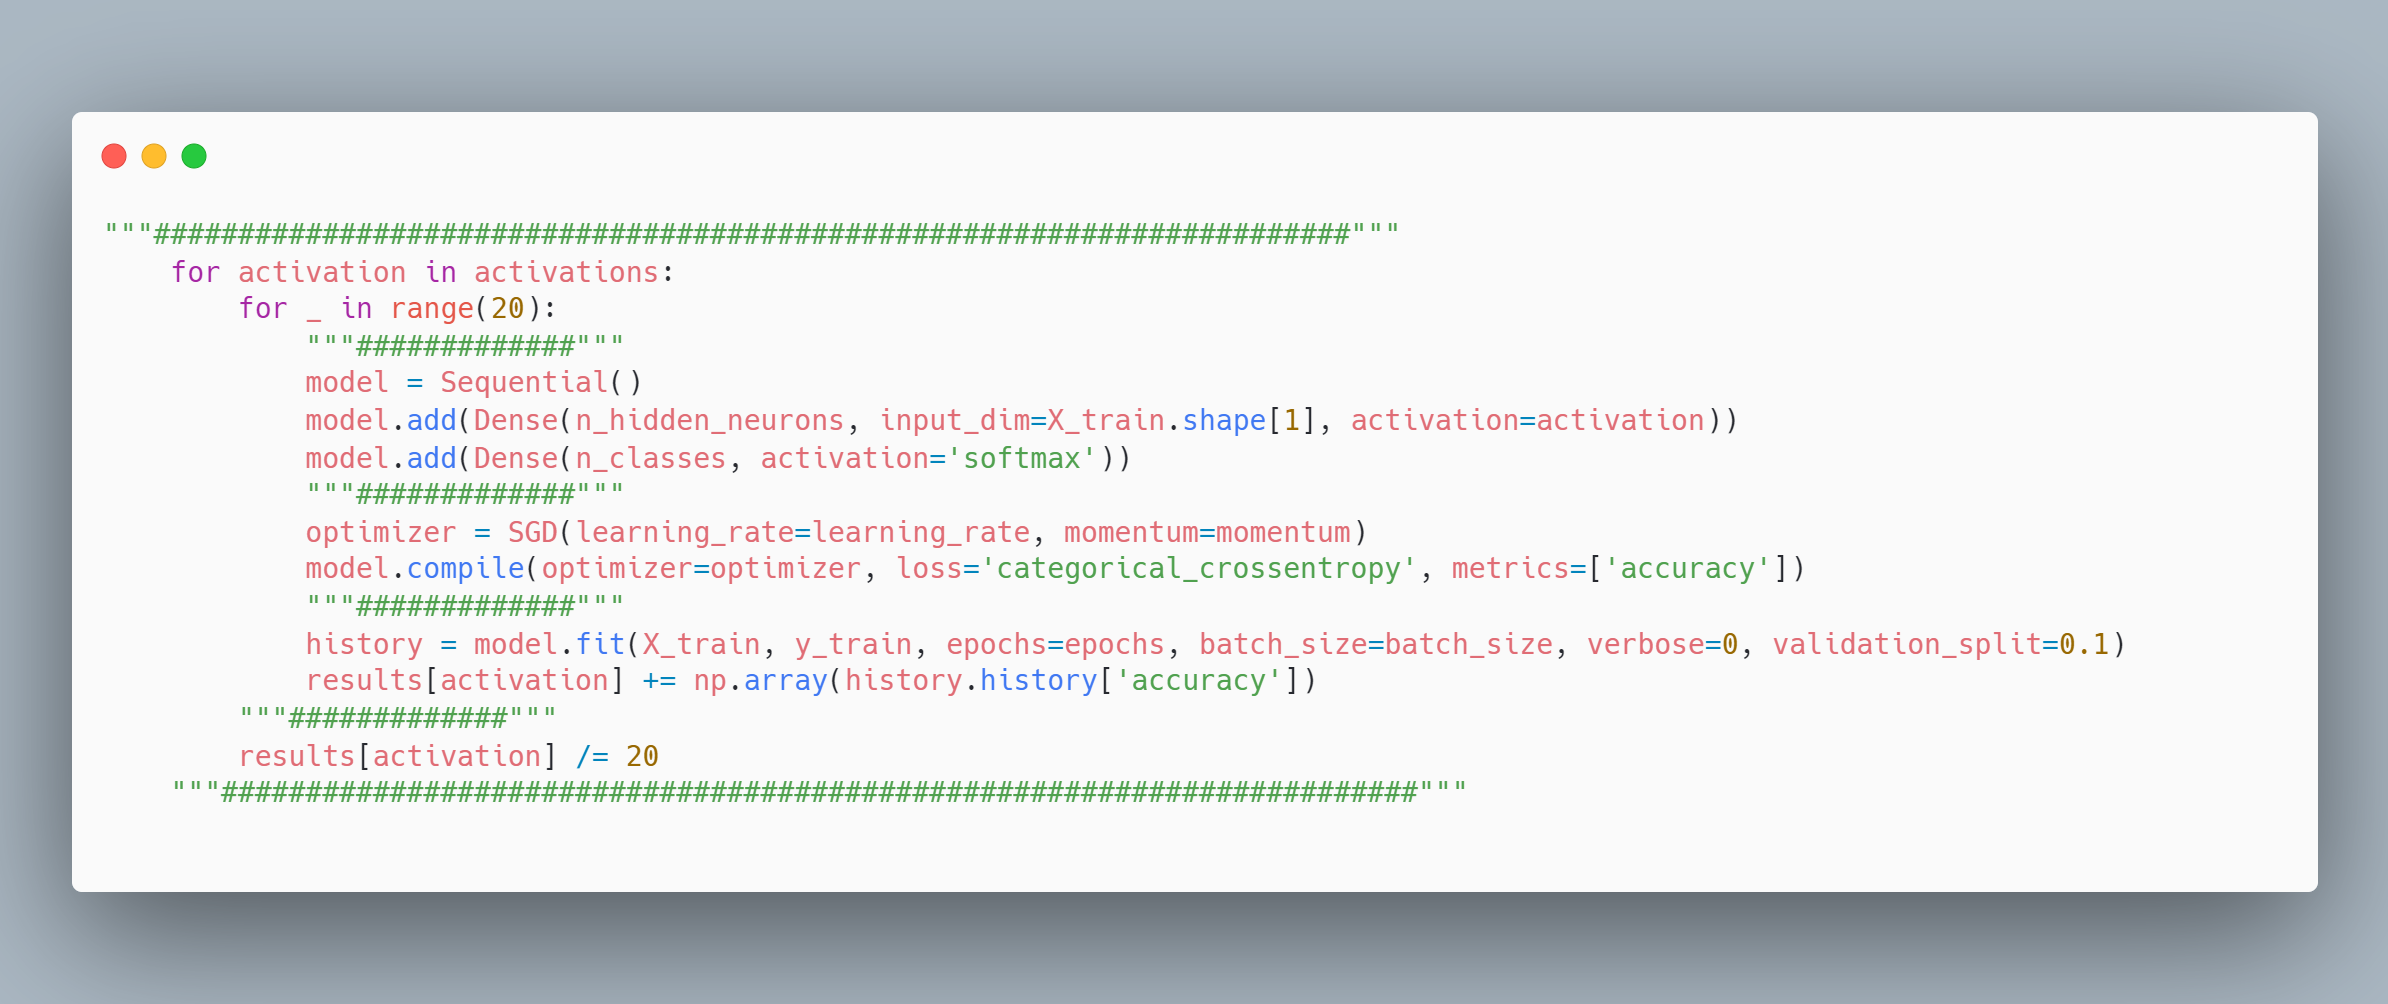 """#######################################################################"""
    for activation in activations:
        for _ in range(20):
            """#############"""
            model = Sequential()
            model.add(Dense(n_hidden_neurons, input_dim=X_train.shape[1], activation=activation))
            model.add(Dense(n_classes, activation='softmax'))
            """#############"""
            optimizer = SGD(learning_rate=learning_rate, momentum=momentum)
            model.compile(optimizer=optimizer, loss='categorical_crossentropy', metrics=['accuracy'])
            """#############"""
            history = model.fit(X_train, y_train, epochs=epochs, batch_size=batch_size, verbose=0, validation_split=0.1)
            results[activation] += np.array(history.history['accuracy'])
        """#############"""
        results[activation] /= 20
    """#######################################################################"""